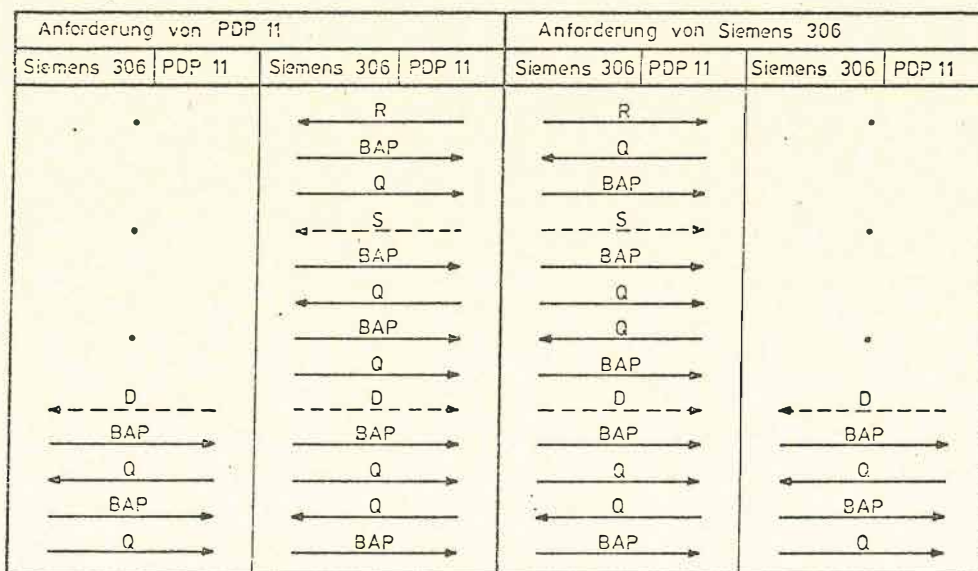 Anforderung von PDP 11 Anforderung von Siemens 306
Siemens 306 PDP 11 Siemens 306 PDP 11 Siemens 306 PDP 11 Siemens 306 PDP 11
R R
BAP Q
Q BAP
S S
BAP BAP
Q Q
BAP Q
Q BAP
D D D D
BAP BAP BAP BAP
Q Q Q Q
BAP Q Q BAP
Q BAP BAP Q